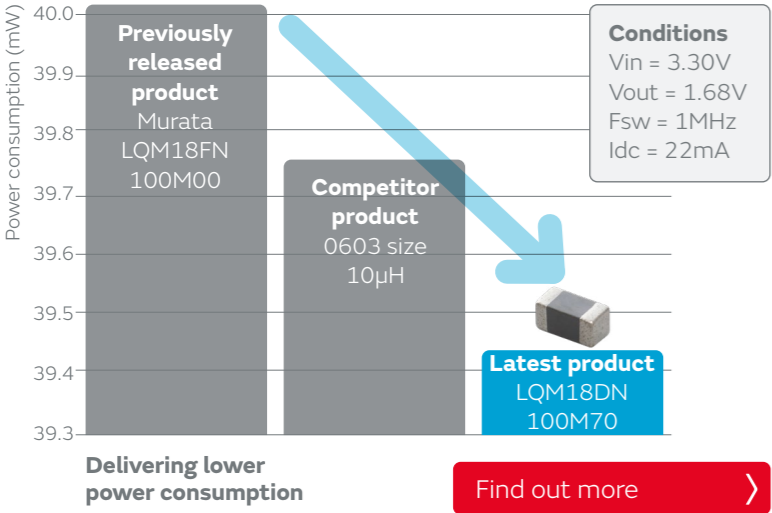 Power consumption (mW)
40.0
39.9
39.8
39.7
39.6
39.5
39.4
39.3
Previously
released
product
Murata
LQM18FN
100M00
Competitor
product
0603 size
10µH
Latest product
LQM18DN
100M70
Conditions
Vin = 3.30V
Vout = 1.68V
Fsw = 1MHz
Idc = 22mA
Delivering lower
power consumption
Find out more